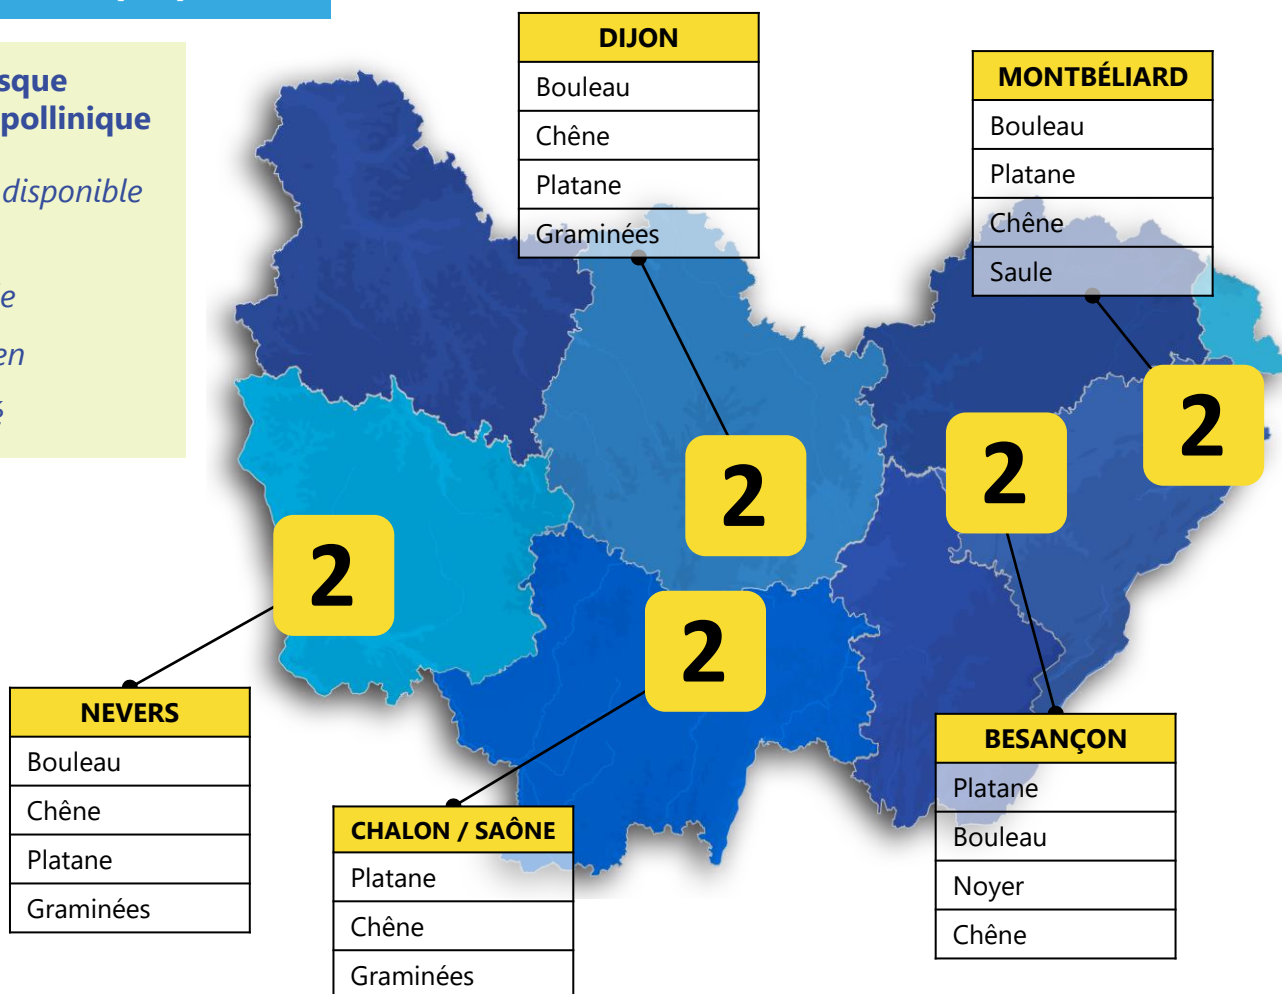 sque
pollinique
disponible
e
en
é
DIJON
Bouleau
Chêne
Platane
Graminées
MONTBÉLIARD
Bouleau
Platane
Chêne
Saule
2
2
2
2
2
NEVERS
Bouleau
Chêne
Platane
Graminées
CHALON / SAÔNE
Platane
Chêne
Graminées
BESANÇON
Platane
Bouleau
Noyer
Chêne